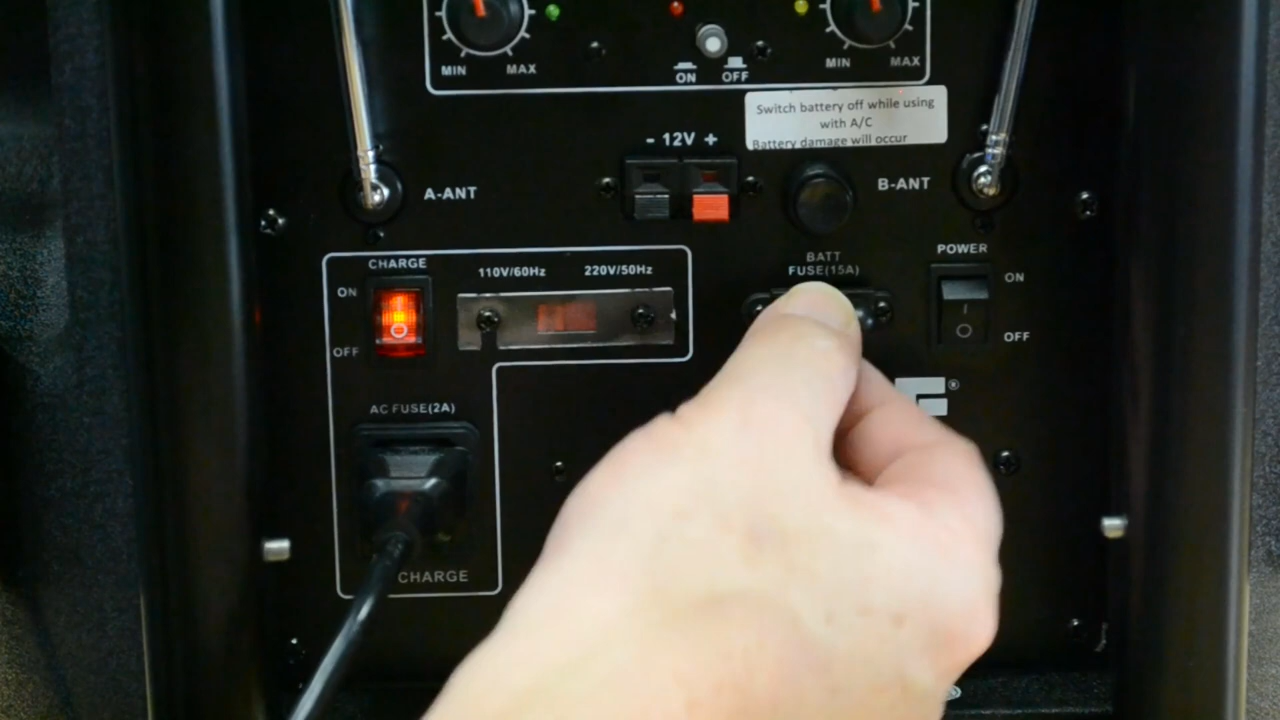 MIN MAX
ON OFF
MIN MAX
Switch battery off while using
with A/C
Battery damage will occur
- 12V +
A-ANT
B-ANT
CHARGE
ON
OFF
110V/60Hz 220V/50Hz
BATT
FUSE(15A)
POWER
ON
OFF
AC FUSE(2A)
CHARGE
®